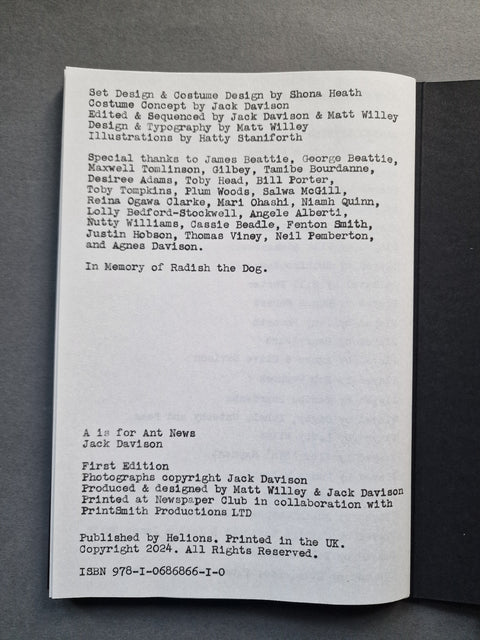 Set Design & Costume Design by Shona Heath
Costume Concept by Jack Davison
Edited & Sequenced by Jack Davison & Matt Willey
Design & Typography by Matt Willey
Illustrations by Hatty Staniforth
Special thanks to James Beattie, George Beattie,
Maxwell Tomlinson, Gilbey, Tamibe Bourdanne,
Desiree Adams, Toby Head, Bill Porter,
Toby Tompkins, Plum Woods, Salwa McGill,
Reina Ogawa Clarke, Mari Ohashi, Niamh Quinn,
Lolly Bedford-Stockwell, Angele Alberti,
Nutty Williams, Cassie Beadle, Fenton Smith,
Justin Hobson, Thomas Viney, Neil Pemberton,
and Agnes Davison.
In Memory of Radish the Dog.
A is for Ant News
Jack Davison
First Edition
Photographs copyright Jack Davison
Produced & designed by Matt Willey & Jack Davison
Printed at Newspaper Club in collaboration with
PrintSmith Productions LTD
Published by Helions. Printed in the UK.
Copyright 2024. All Rights Reserved.
ISBN 978-I-0686866-I-0